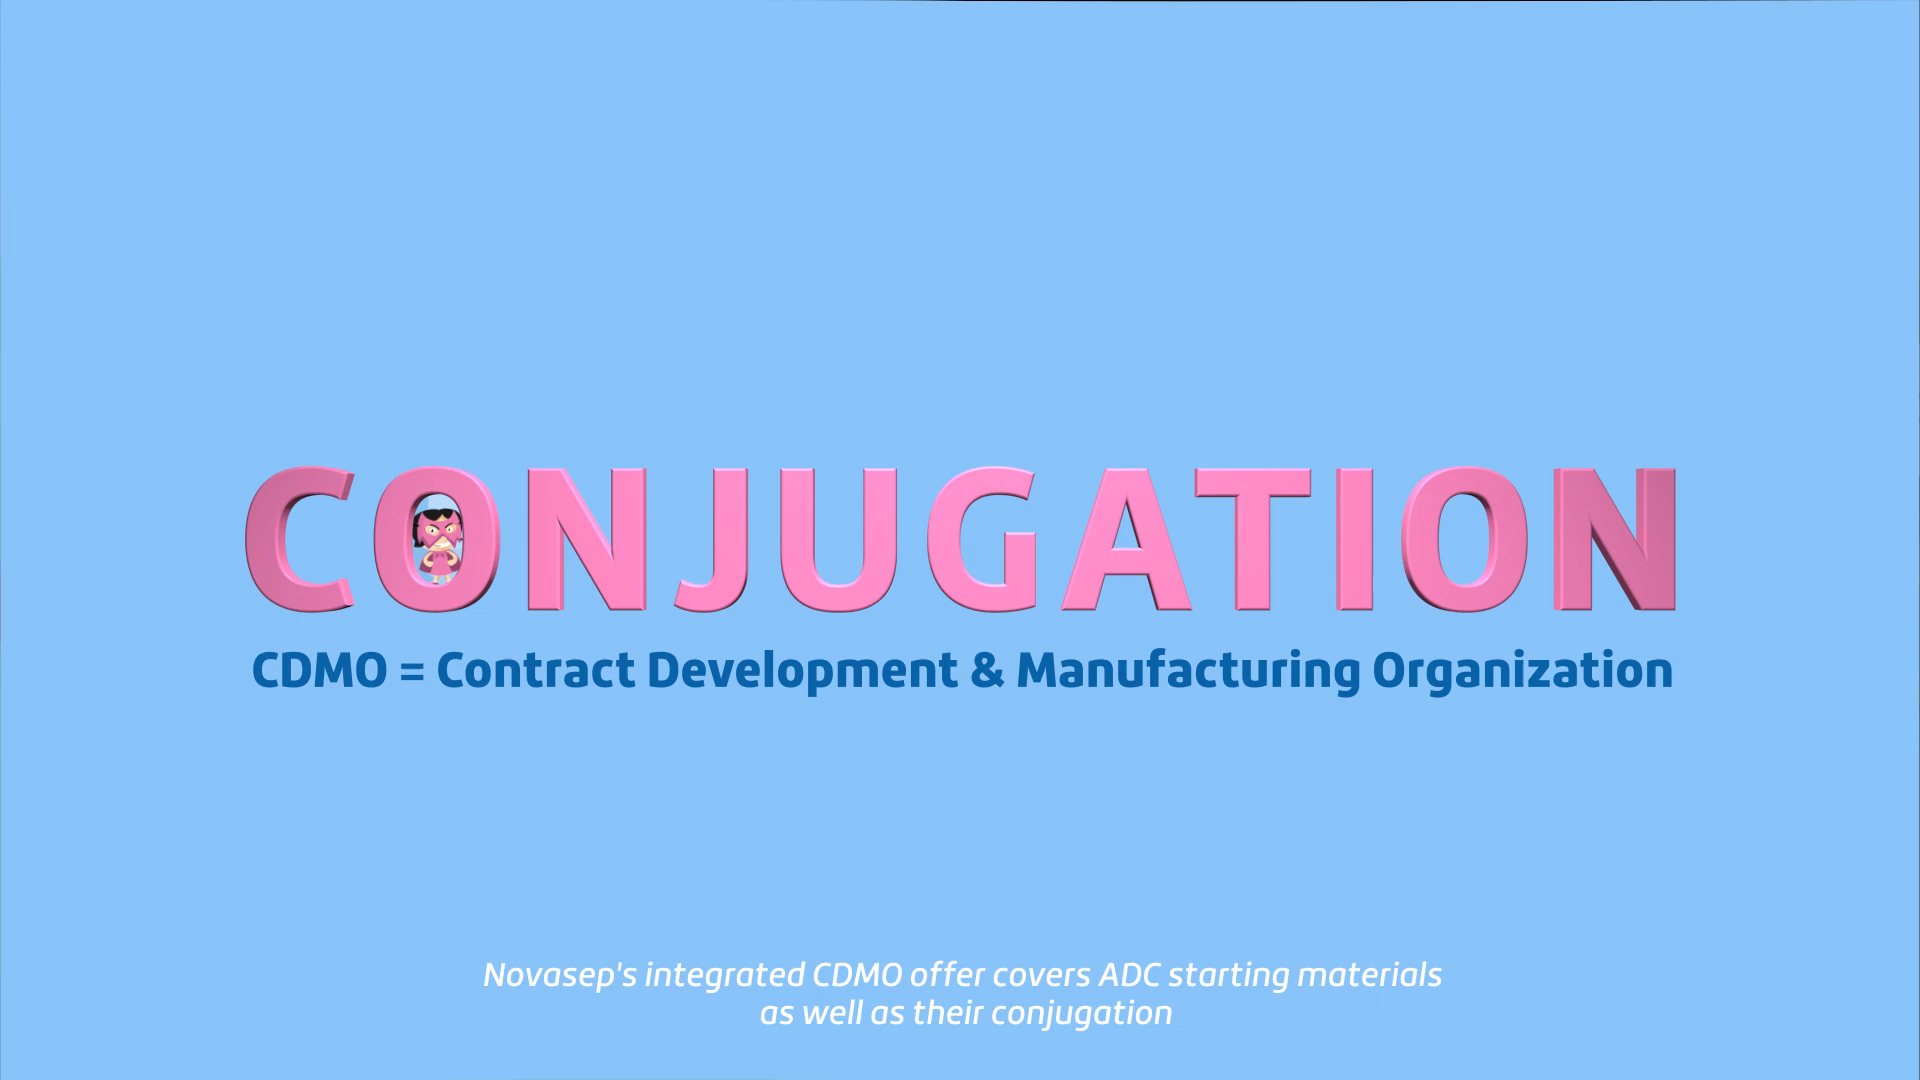 CONJUGATION
CDMO = Contract Development & Manufacturing Organization
Novasep's integrated CDMO offer covers ADC starting materials
as well as their conjugation